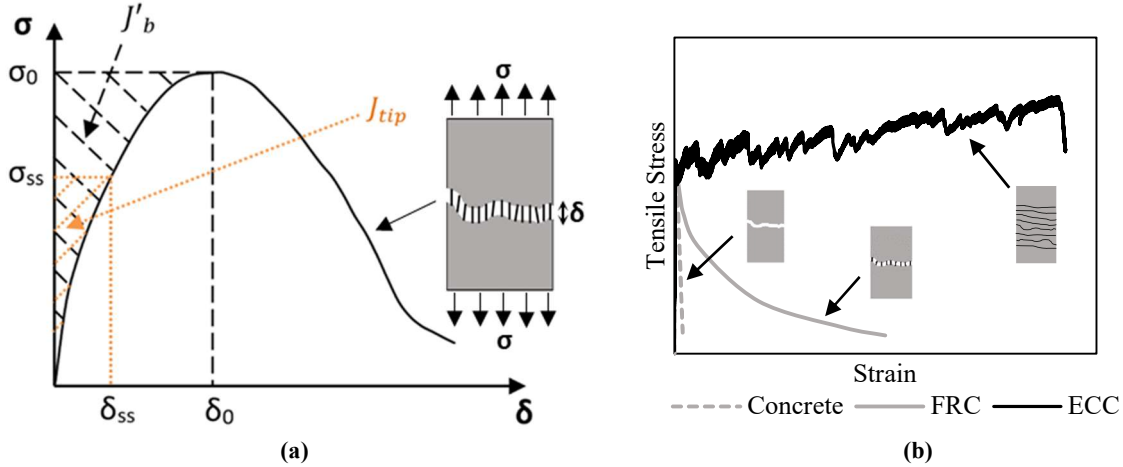 σ
J'b
σ0
σ
Jtip
σss
δ
σ
δss
δ0
δ
(a)
Tensile Stress
Strain
Concrete
FRC
ECC
(b)